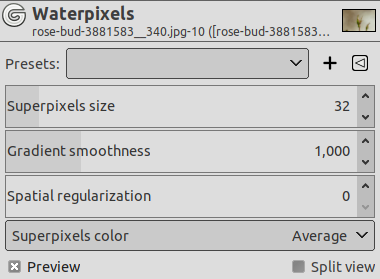 Waterpixels
rose-bud-3881583__340.jpg-10 ([rose-bud-3881583…
Presets:
Superpixels size 32
Gradient smoothness 1,000
Spatial regularization 0
Superpixels color Average
Preview Split view